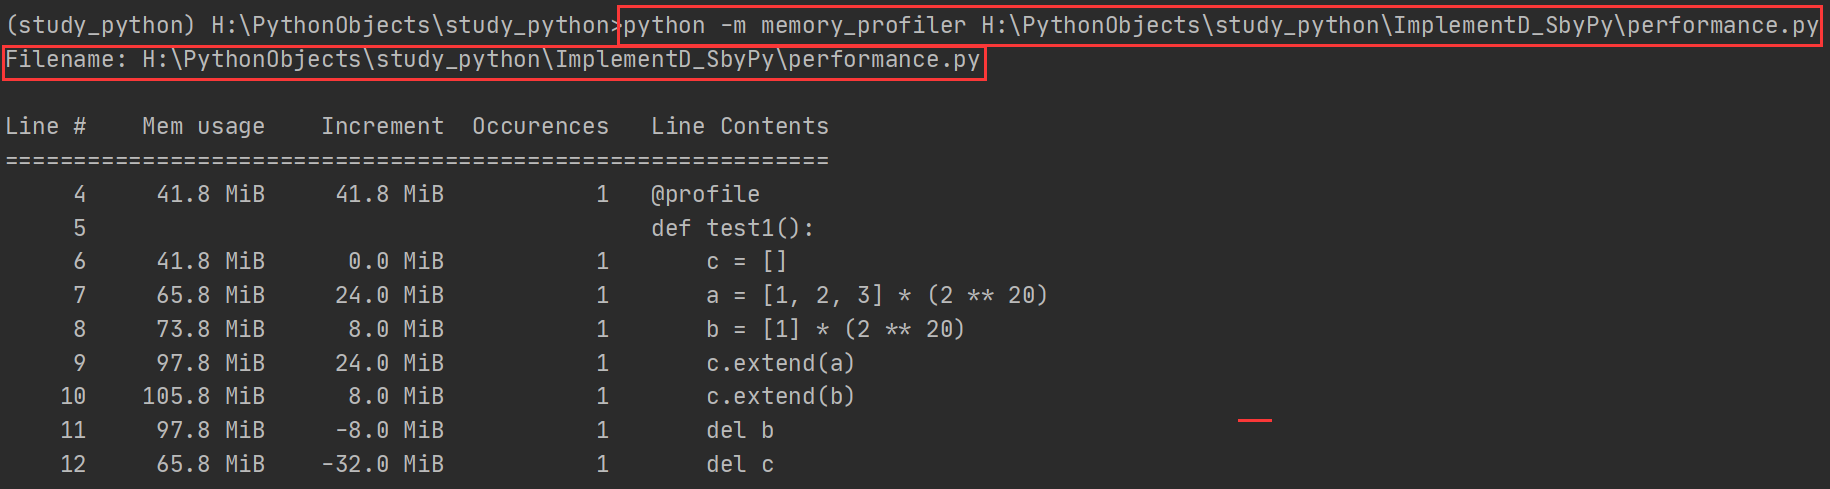 (study_python) H:\PythonObjects\study_python>python -m memory_profiler H:\PythonObjects\study_python\ImplementD_SbyPy\performance.py
Filename: H:\PythonObjects\study_python\ImplementD_SbyPy\performance.py
Line #    Mem usage    Increment  Occurences   Line Contents
============================================================
     4     41.8 MiB     41.8 MiB           1   @profile
     5                                         def test1():
     6     41.8 MiB      0.0 MiB           1       c = []
     7     65.8 MiB     24.0 MiB           1       a = [1, 2, 3] * (2 ** 20)
     8     73.8 MiB      8.0 MiB           1       b = [1] * (2 ** 20)
     9     97.8 MiB     24.0 MiB           1       c.extend(a)
    10    105.8 MiB      8.0 MiB           1       c.extend(b)
    11     97.8 MiB     -8.0 MiB           1       del b
    12     65.8 MiB    -32.0 MiB           1       del c